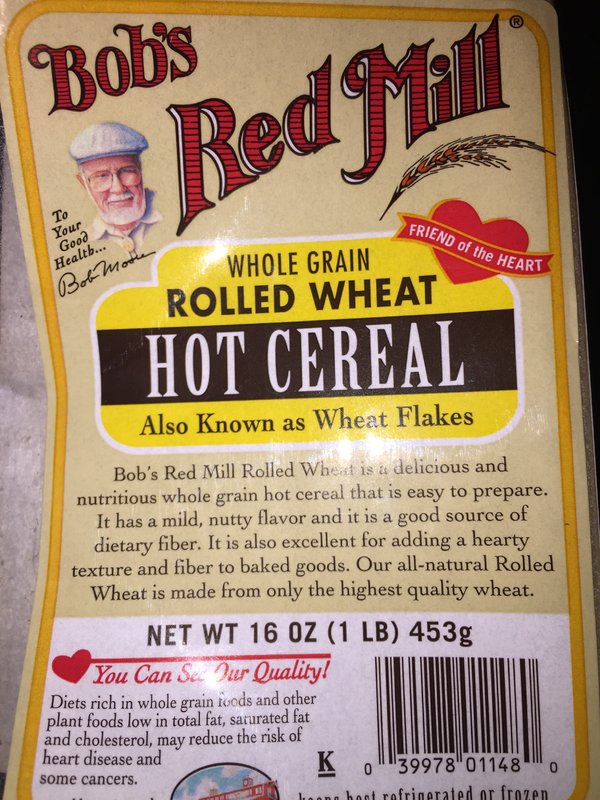 Bob's
Red Mill®
To
Your
Good
Health...
Bob Moore
FRIEND of the HEART
WHOLE GRAIN
ROLLED WHEAT
HOT CEREAL
Also Known as Wheat Flakes
Bob's Red Mill Rolled Wheat is a delicious and
nutritious whole grain hot cereal that is easy to prepare.
It has a mild, nutty flavor and it is a good source of
dietary fiber. It is also excellent for adding a hearty
texture and fiber to baked goods. Our all-natural Rolled
Wheat is made from only the highest quality wheat.
NET WT 16 OZ (1 LB) 453g
You Can See Our Quality!
Diets rich in whole grain foods and other
plant foods low in total fat, saturated fat
and cholesterol, may reduce the risk of
heart disease and
some cancers.
K
0 39978 01148 0
keeps best refrigerated or frozen